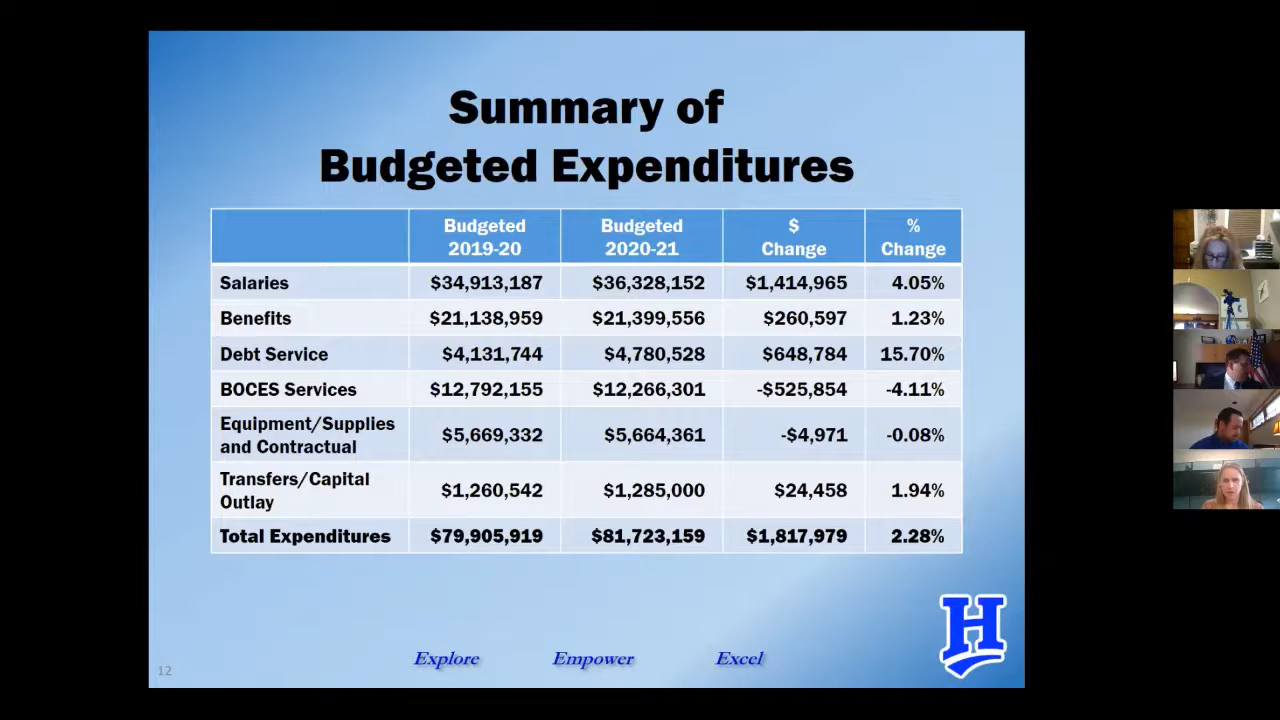 Summary of
Budgeted Expenditures
Budgeted 2019-20 Budgeted 2020-21 $ Change % Change
Salaries $34,913,187 $36,328,152 $1,414,965 4.05%
Benefits $21,138,959 $21,399,556 $260,597 1.23%
Debt Service $4,131,744 $4,780,528 $648,784 15.70%
BOCES Services $12,792,155 $12,266,301 -$525,854 -4.11%
Equipment/Supplies and Contractual $5,669,332 $5,664,361 -$4,971 -0.08%
Transfers/Capital Outlay $1,260,542 $1,285,000 $24,458 1.94%
Total Expenditures $79,905,919 $81,723,159 $1,817,979 2.28%
H
Explore Empower Excel
12